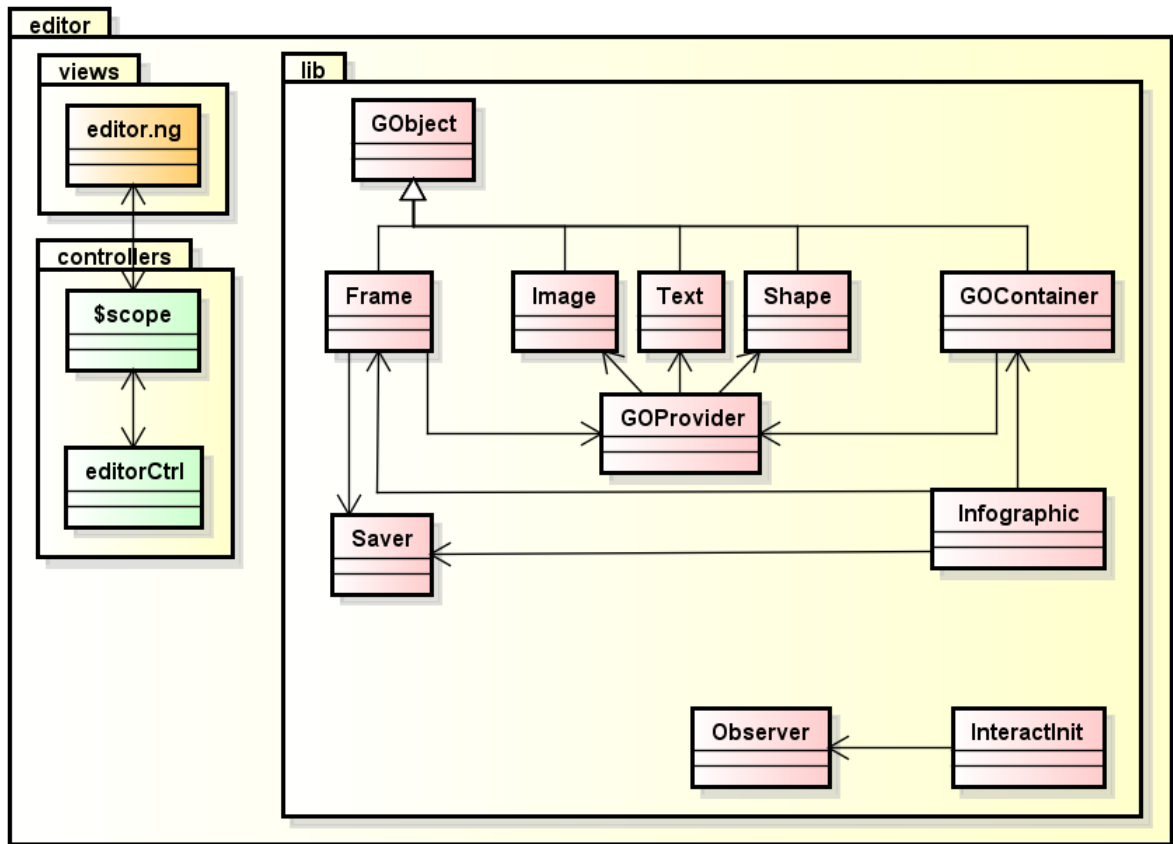 editor
views
editor.ng
controllers
$scope
editorCtrl
lib
GObject
Frame
Image
Text
Shape
GOContainer
GOProvider
Infographic
Saver
Observer
InteractInit